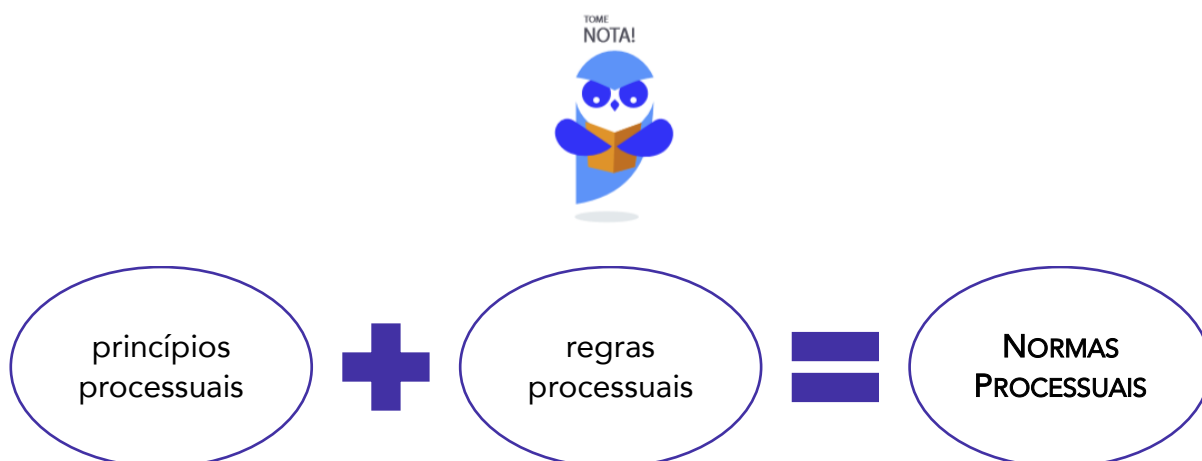 TOME
NOTA!
princípios
processuais
regras
processuais
NORMAS
PROCESSUAIS